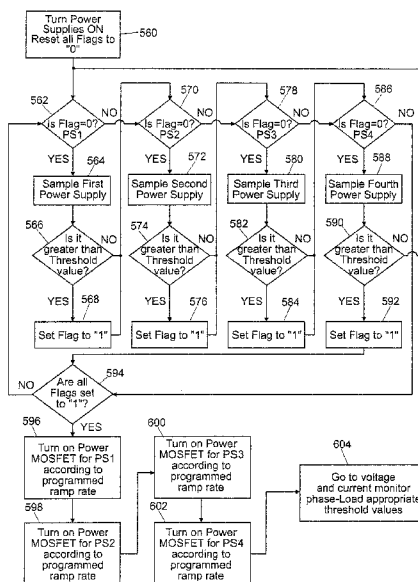 Turn Power
Supplies ON
Reset all Flags to
"0"
560
562
Is Flag=0?
PS1
NO
YES
564
Sample First
Power Supply
566
Is it
greater than
Threshold
value?
NO
YES
568
Set Flag to "1"
570
Is Flag=0?
PS2
NO
YES
572
Sample Second
Power Supply
574
Is it
greater than
Threshold
value?
NO
YES
576
Set Flag to "1"
578
Is Flag=0?
PS3
NO
YES
580
Sample Third
Power Supply
582
Is it
greater than
Threshold
value?
NO
YES
584
Set Flag to "1"
586
Is Flag=0?
PS4
NO
YES
588
Sample Fourth
Power Supply
590
Is it
greater than
Threshold
value?
NO
YES
592
Set Flag to "1"
594
Are all
Flags set
to "1"?
NO
YES
596
Turn on Power
MOSFET for PS1
according to
programmed
ramp rate
598
Turn on Power
MOSFET for PS2
according to
programmed
ramp rate
600
Turn on Power
MOSFET for PS3
according to
programmed
ramp rate
602
Turn on Power
MOSFET for PS4
according to
programmed
ramp rate
604
Go to voltage
and current monitor
phase-Load appropriate
threshold values